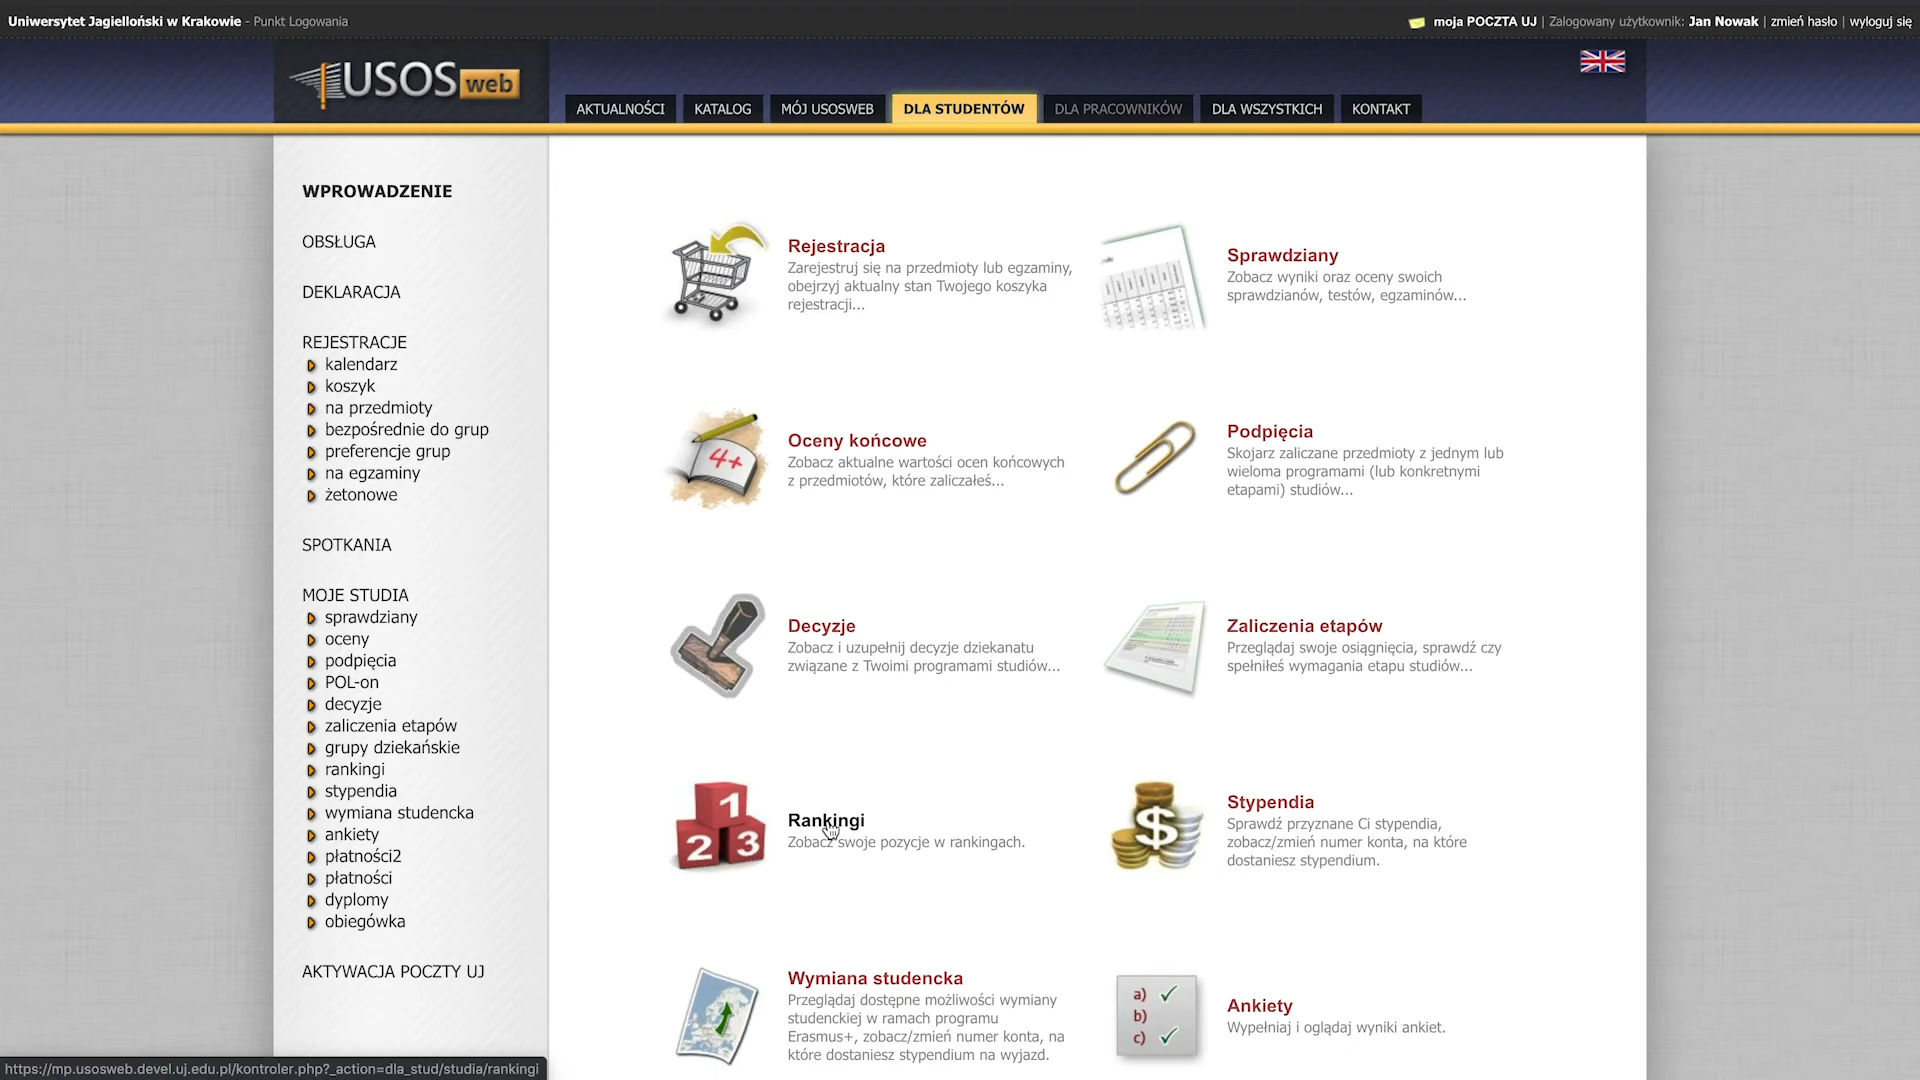 Uniwersytet Jagielloński w Krakowie - Punkt Logowania
moja POCZTA UJ | Zalogowany użytkownik: Jan Nowak | zmień hasło | wyloguj się
USOSweb
AKTUALNOŚCI
KATALOG
MÓJ USOSWEB
DLA STUDENTÓW
DLA PRACOWNIKÓW
DLA WSZYSTKICH
KONTAKT
WPROWADZENIE
OBSŁUGA
DEKLARACJA
REJESTRACJE
kalendarz
koszyk
na przedmioty
bezpośrednie do grup
preferencje grup
na egzaminy
żetonowe
SPOTKANIA
MOJE STUDIA
sprawdziany
oceny
podpięcia
POL-on
decyzje
zaliczenia etapów
grupy dziekańskie
rankingi
stypendia
wymiana studencka
ankiety
płatności2
płatności
dyplomy
obiegówka
AKTYWACJA POCZTY UJ
Rejestracja
Zarejestruj się na przedmioty lub egzaminy,
obejrzyj aktualny stan Twojego koszyka
rejestracji...
Sprawdziany
Zobacz wyniki oraz oceny swoich
sprawdzianów, testów, egzaminów...
4+
Oceny końcowe
Zobacz aktualne wartości ocen końcowych
z przedmiotów, które zaliczałeś...
Podpięcia
Skojarz zaliczane przedmioty z jednym lub
wieloma programami (lub konkretnymi
etapami) studiów...
Decyzje
Zobacz i uzupełnij decyzje dziekanatu
związane z Twoimi programami studiów...
Zaliczenia etapów
Przeglądaj swoje osiągnięcia, sprawdź czy
spełniłeś wymagania etapu studiów...
1
2 3
Rankingi
Zobacz swoje pozycje w rankingach.
$
Stypendia
Sprawdź przyznane Ci stypendia,
zobacz/zmień numer konta, na które
dostaniesz stypendium.
Wymiana studencka
Przeglądaj dostępne możliwości wymiany
studenckiej w ramach programu
Erasmus+, zobacz/zmień numer konta, na
które dostaniesz stypendium na wyjazd.
a)
b)
c)
Ankiety
Wypełniaj i oglądaj wyniki ankiet.
https://mp.usosweb.devel.uj.edu.pl/kontroler.php?_action=dla_stud/studia/rankingi